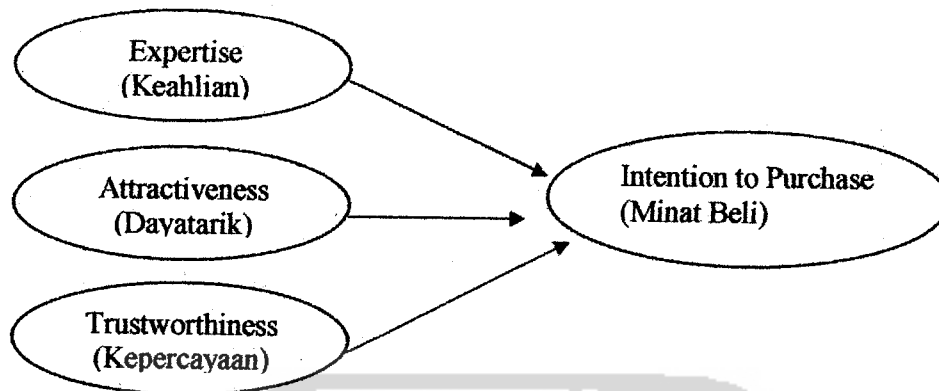 Expertise
(Keahlian)
Attractiveness
(Dayatarik)
Intention to Purchase
(Minat Beli)
Trustworthiness
(Kepercayaan)